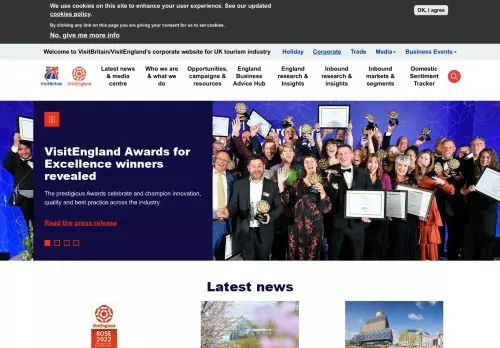 We use cookies on this site to enhance your user experience. See our updated
cookies policy.
By clicking any link on this page you are giving your consent for us to set cookies.
No, give me more info
OK, I agree
Welcome to VisitBritain/VisitEngland's corporate website for UK tourism industry
Holiday
Corporate
Trade
Media
Business Events
VisitBritain
VisitEngland
Latest news
& media
centre
Who we are
& what we
do
Opportunities,
campaigns &
resources
England
Business
Advice Hub
England
research &
Insights
Inbound
research &
insights
Inbound
markets &
segments
Domestic
Sentiment
Tracker
VisitEngland Awards for
Excellence winners
revealed
The prestigious Awards celebrate and champion innovation,
quality and best practice across the industry
Read the press release
Latest news
VisitEngland
ROSE
2022